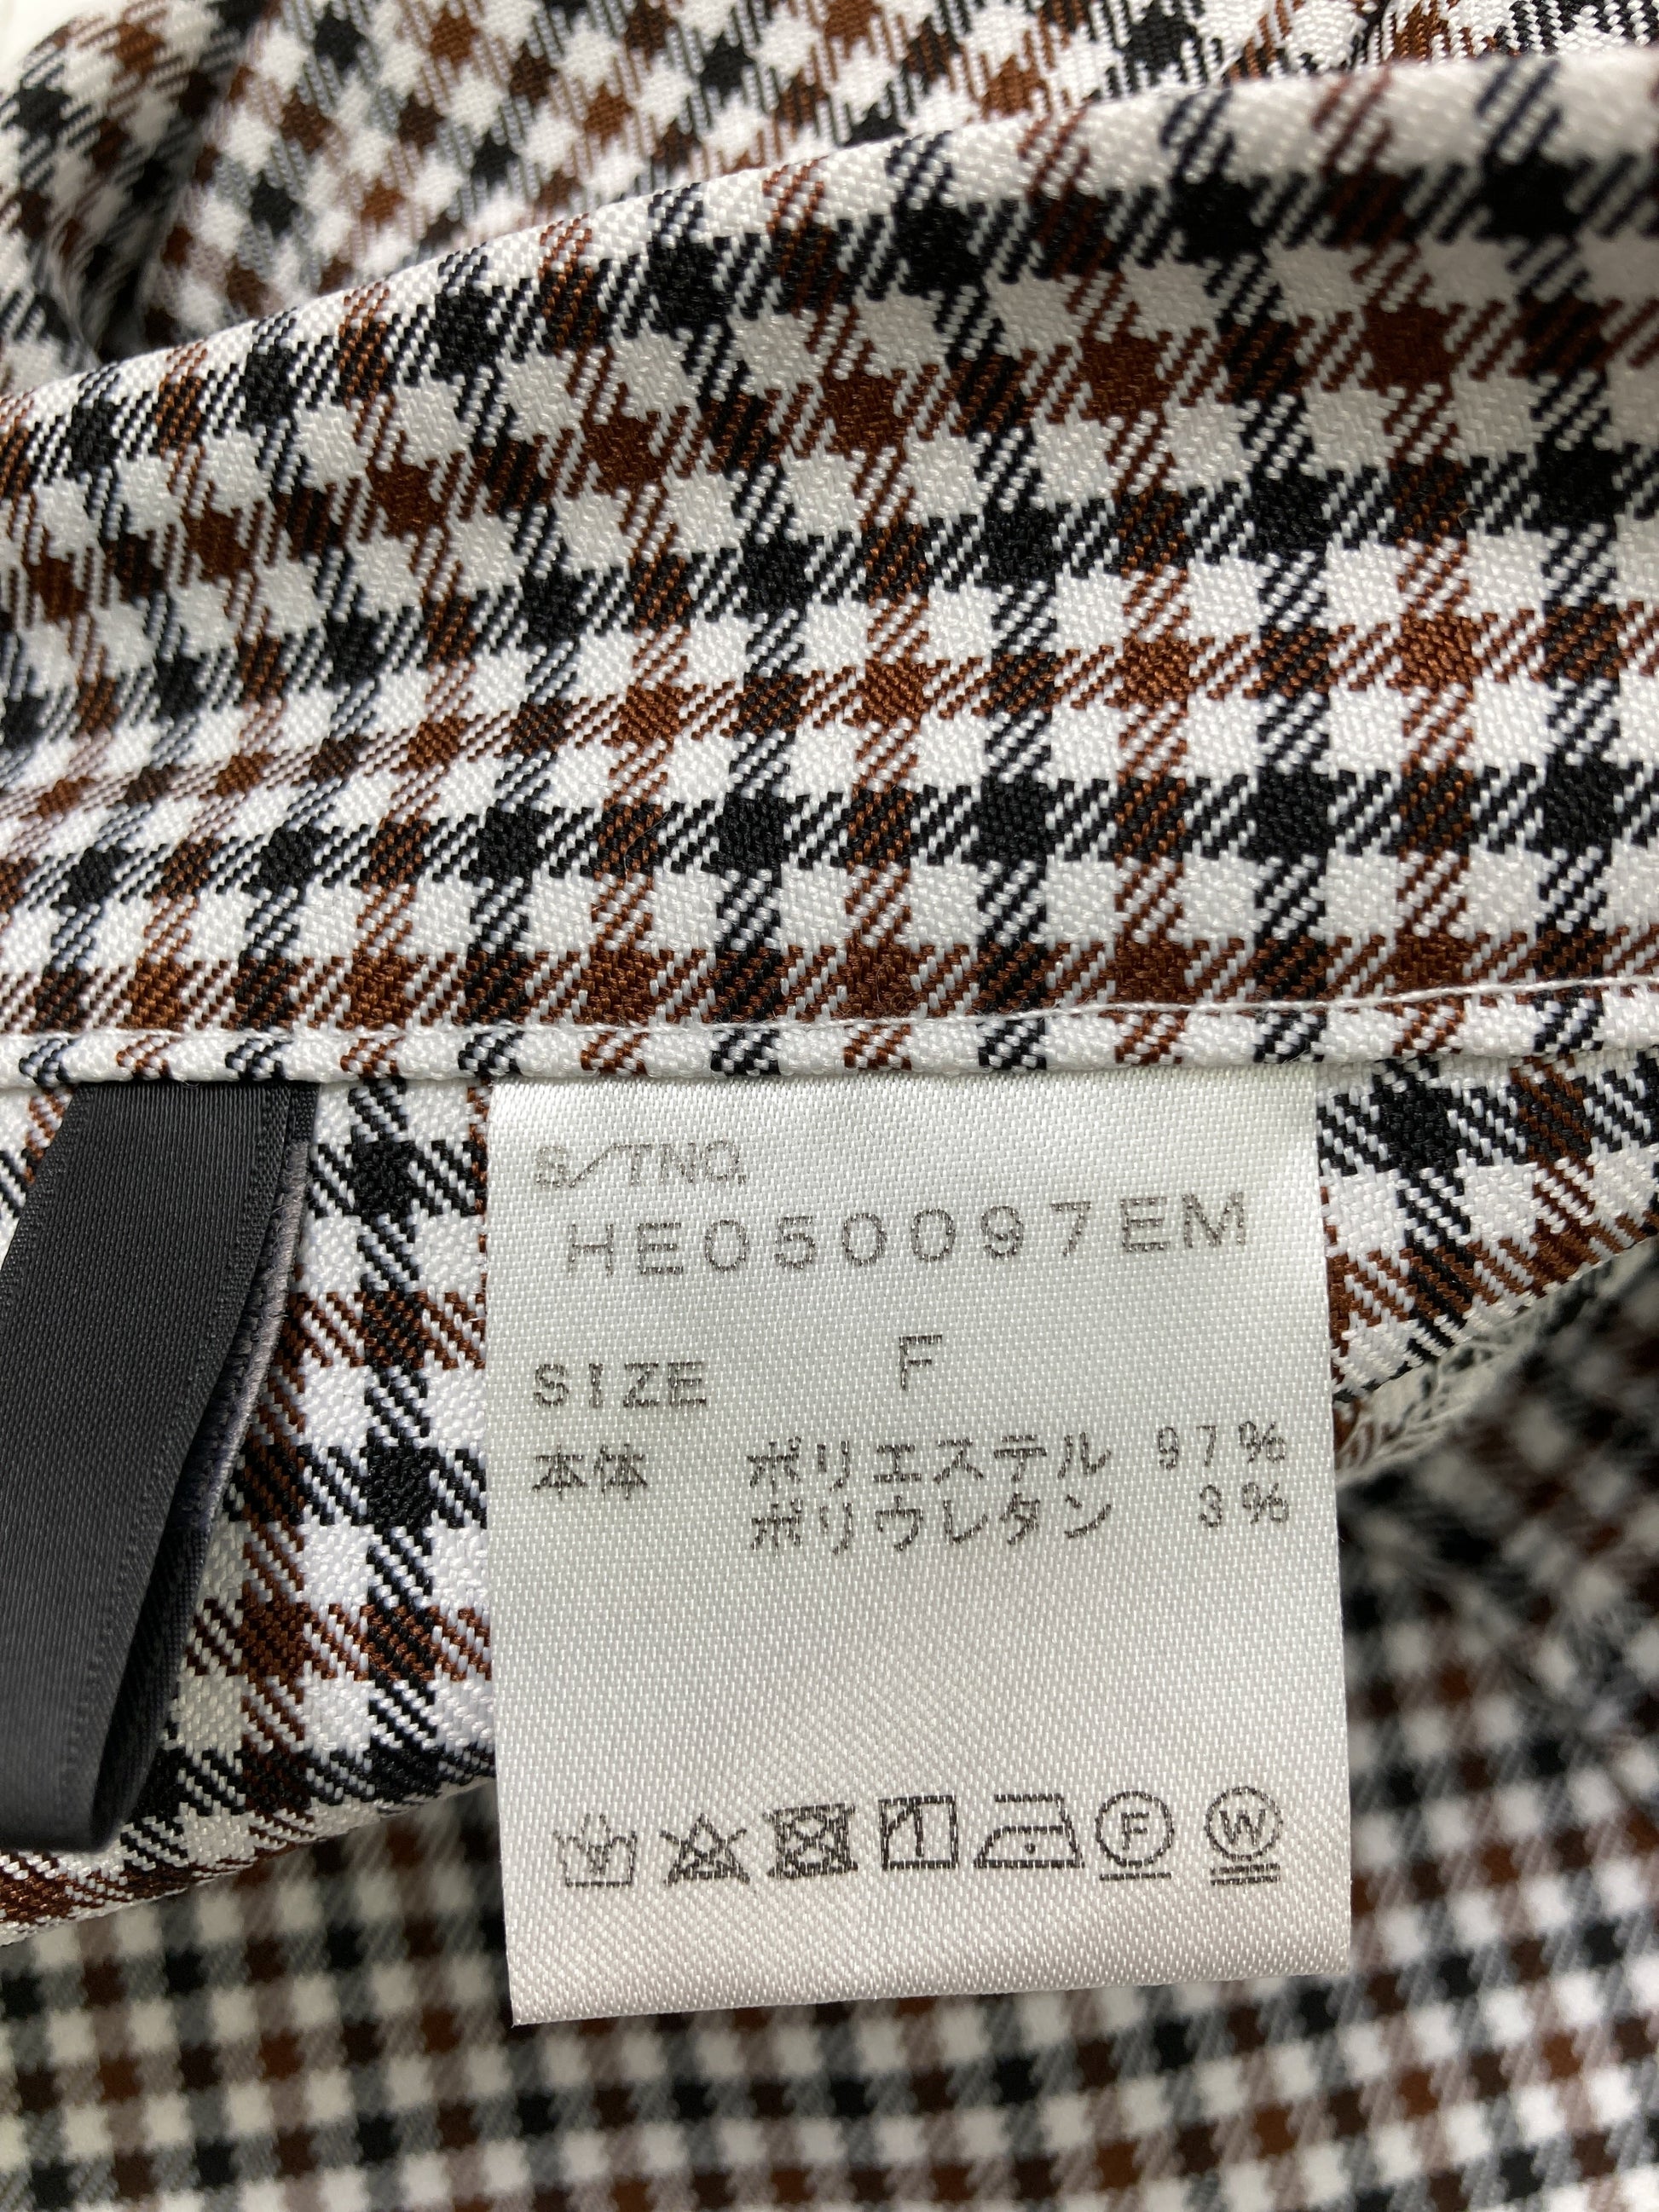 S/TNO.
HE050097EM
SIZE F
本体 ポリエステル 97%
ポリウレタン 3%
F W